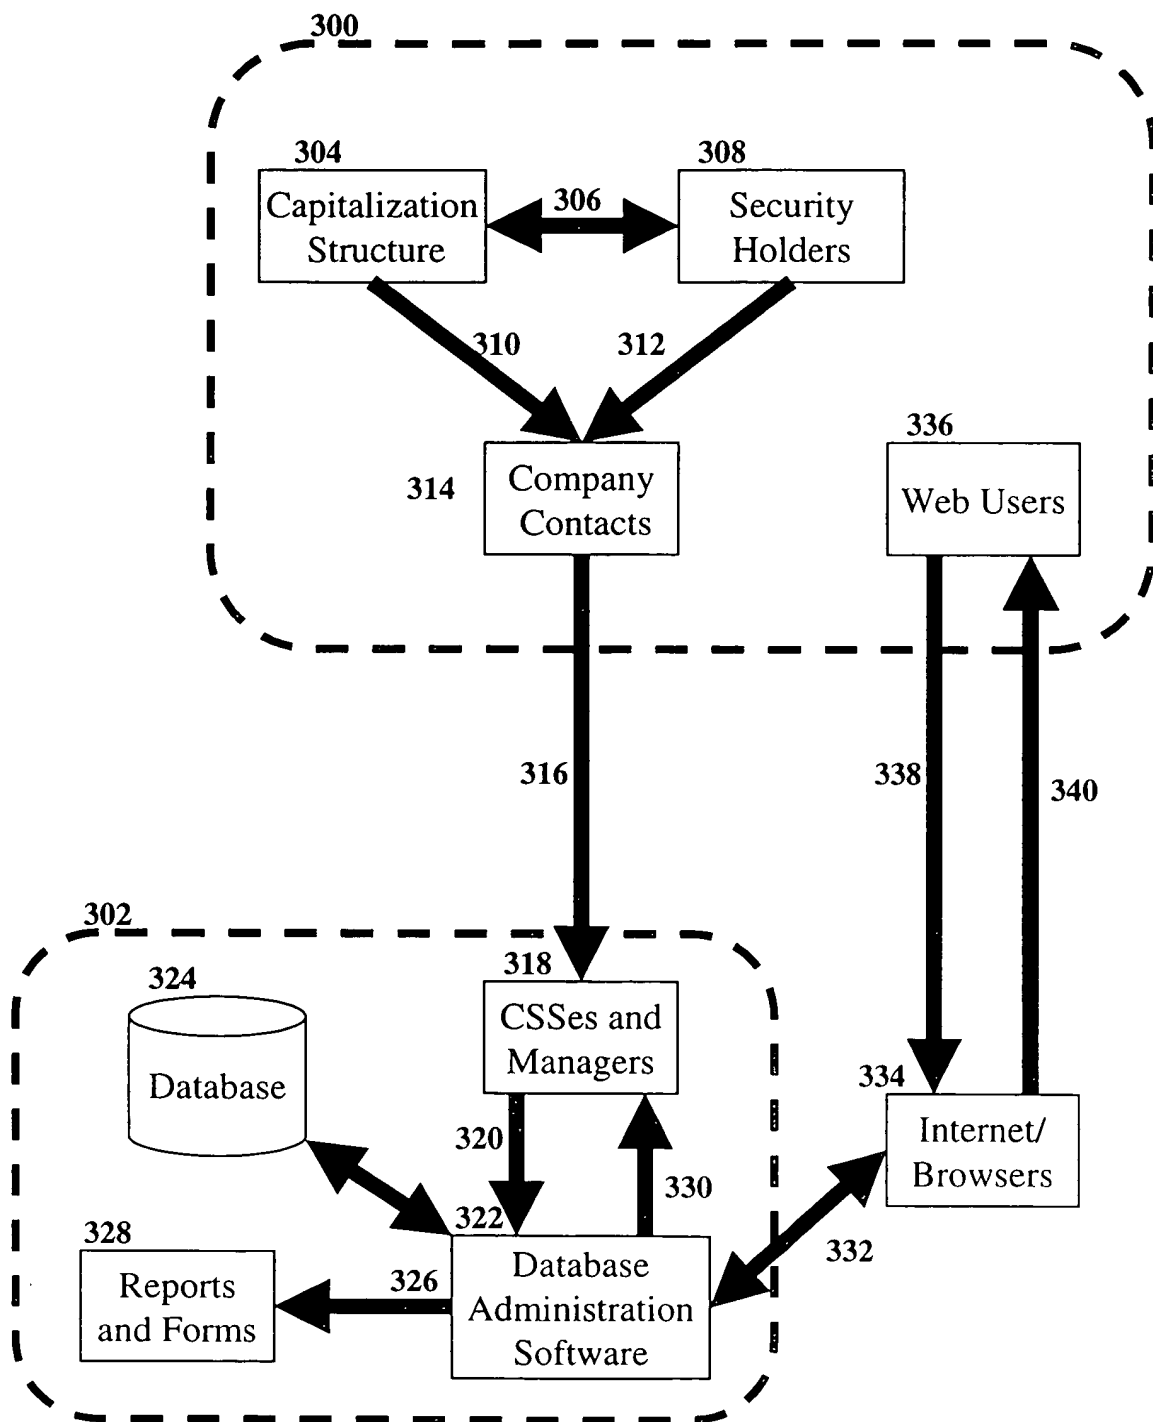 300
304
308
Capitalization
Structure
306
Security
Holders
310
312
336
314
Company
Contacts
Web Users
316
338
340
302
324
318
CSSes and
Managers
Database
334
320
330
Internet/
Browsers
328
322
332
Reports
and Forms
326
Database
Administration
Software